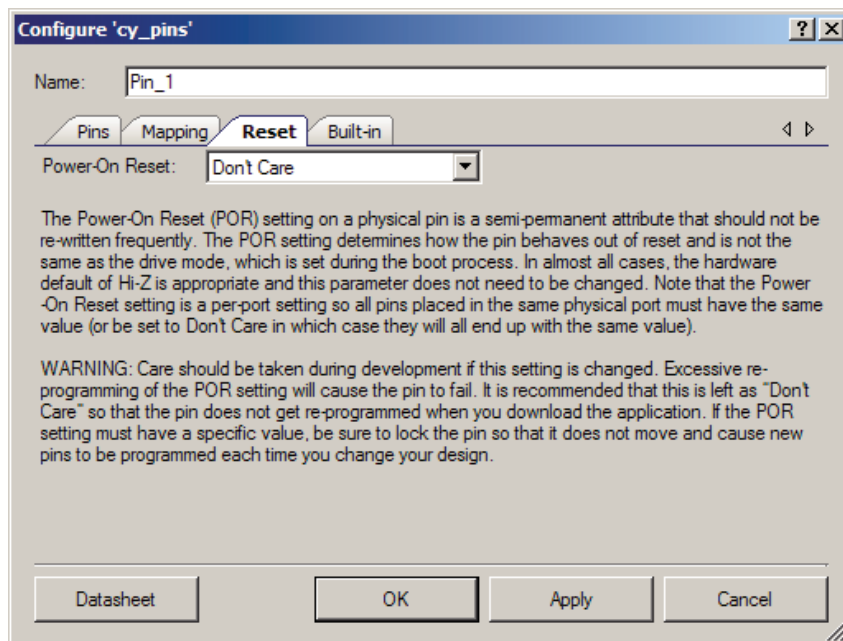 Configure 'cy_pins'
Name: Pin_1
Pins Mapping Reset Built-in
Power-On Reset: Don't Care
The Power-On Reset (POR) setting on a physical pin is a semi-permanent attribute that should not be
re-written frequently. The POR setting determines how the pin behaves out of reset and is not the
same as the drive mode, which is set during the boot process. In almost all cases, the hardware
default of Hi-Z is appropriate and this parameter does not need to be changed. Note that the Power
-On Reset setting is a per-port setting so all pins placed in the same physical port must have the same
value (or be set to Don't Care in which case they will all end up with the same value).
WARNING: Care should be taken during development if this setting is changed. Excessive re-
programming of the POR setting will cause the pin to fail. It is recommended that this is left as "Don't
Care" so that the pin does not get re-programmed when you download the application. If the POR
setting must have a specific value, be sure to lock the pin so that it does not move and cause new
pins to be programmed each time you change your design.
Datasheet OK Apply Cancel